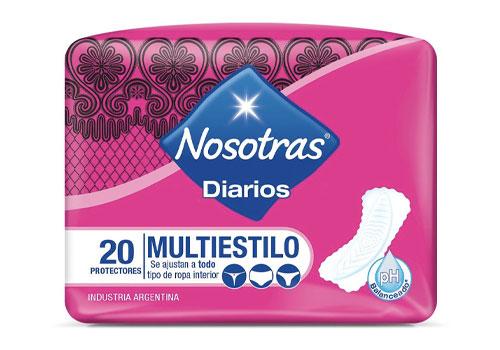 Nosotras®
Diarios
20
PROTECTORES
MULTIESTILO
Se ajustan a todo
tipo de ropa interior
INDUSTRIA ARGENTINA
pH
Balanceado*